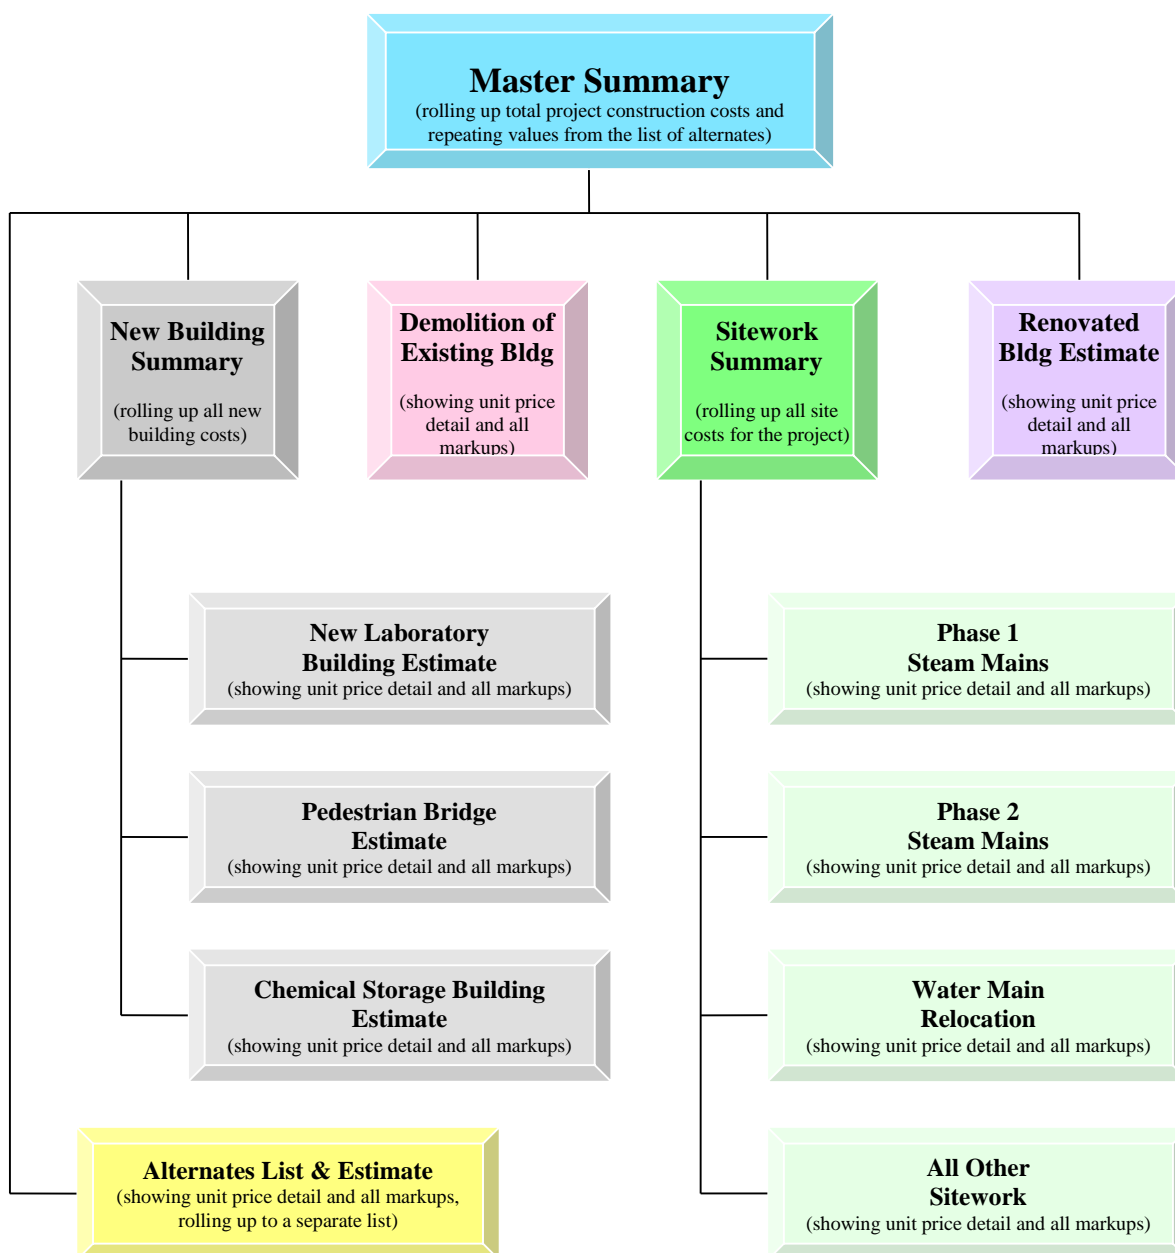 Master Summary
(rolling up total project construction costs and
repeating values from the list of alternates)
New Building
Summary
(rolling up all new
building costs)
Demolition of
Existing Bldg
(showing unit price
detail and all
markups)
Sitework
Summary
(rolling up all site
costs for the project)
Renovated
Bldg Estimate
(showing unit price
detail and all
markups)
New Laboratory
Building Estimate
(showing unit price detail and all markups)
Pedestrian Bridge
Estimate
(showing unit price detail and all markups)
Chemical Storage Building
Estimate
(showing unit price detail and all markups)
Alternates List & Estimate
(showing unit price detail and all markups,
rolling up to a separate list)
Phase 1
Steam Mains
(showing unit price detail and all markups)
Phase 2
Steam Mains
(showing unit price detail and all markups)
Water Main
Relocation
(showing unit price detail and all markups)
All Other
Sitework
(showing unit price detail and all markups)